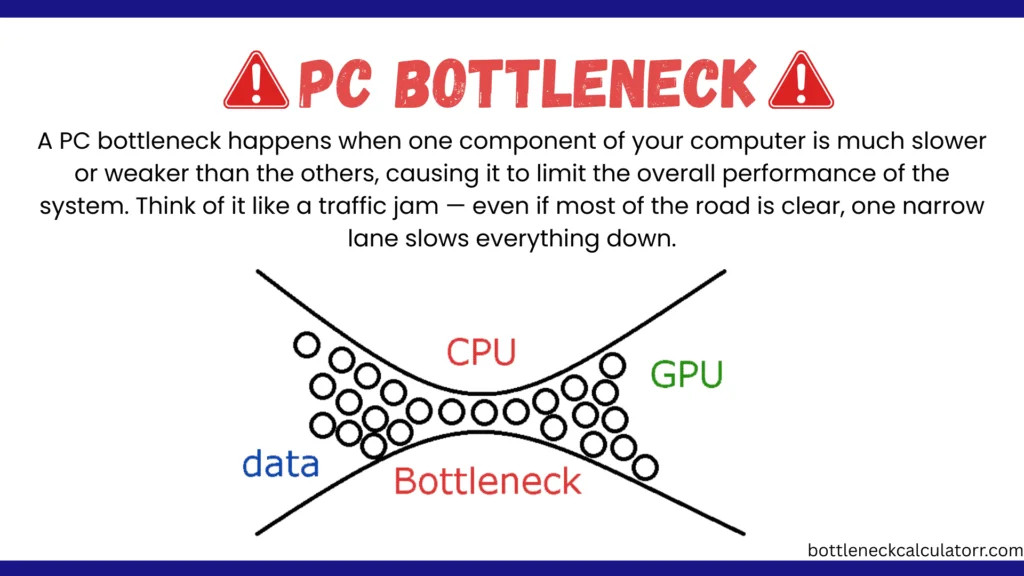 PC BOTTLENECK
A PC bottleneck happens when one component of your computer is much slower
or weaker than the others, causing it to limit the overall performance of the
system. Think of it like a traffic jam — even if most of the road is clear, one narrow
lane slows everything down.
CPU
GPU
data
Bottleneck
bottleneckcalculatorr.com